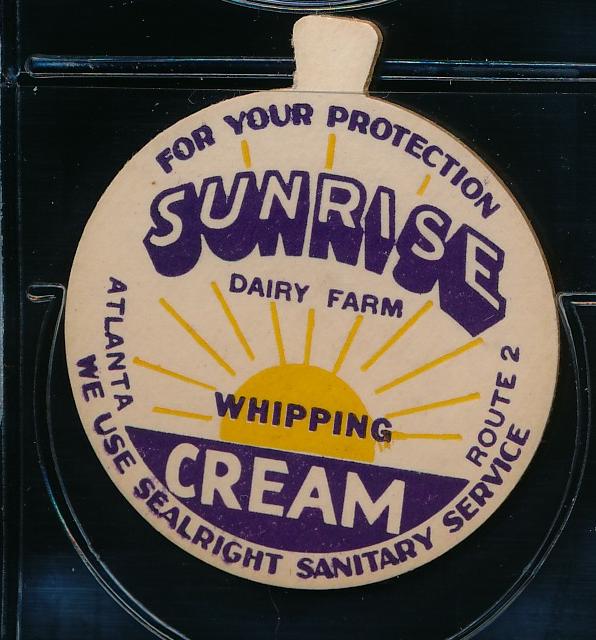 FOR YOUR PROTECTION
SUNRISE
DAIRY FARM
ATLANTA
ROUTE 2
WHIPPING
CREAM
WE USE SEALRIGHT SANITARY SERVICE